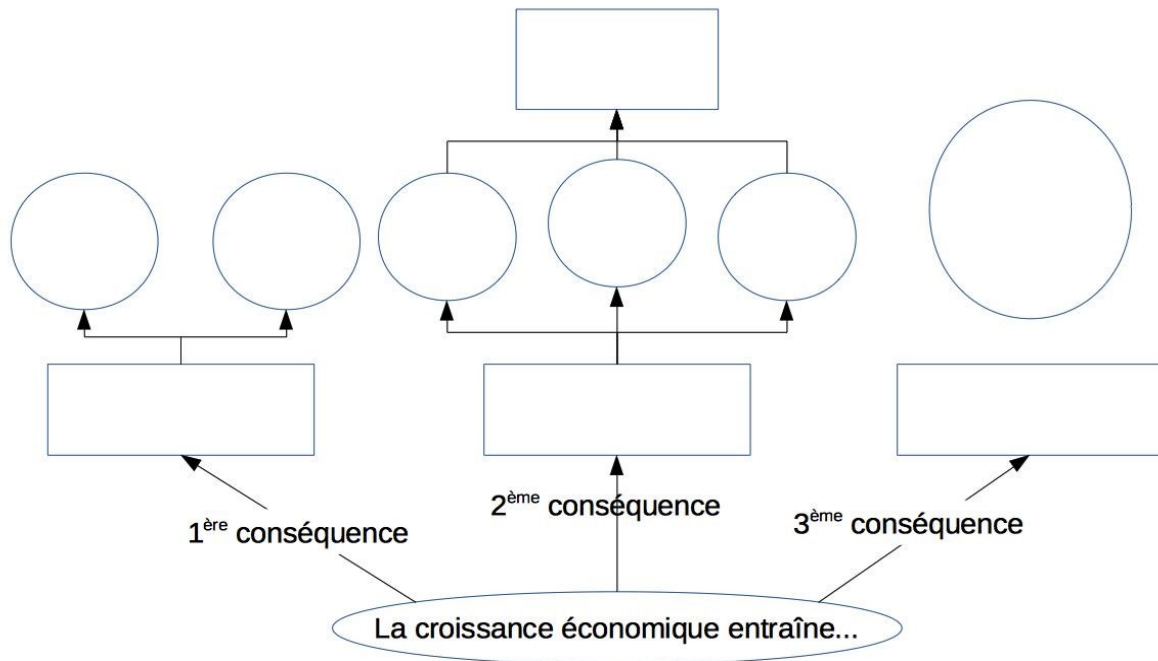 2ème conséquence
1ère conséquence
3ème conséquence
La croissance économique entraîne...